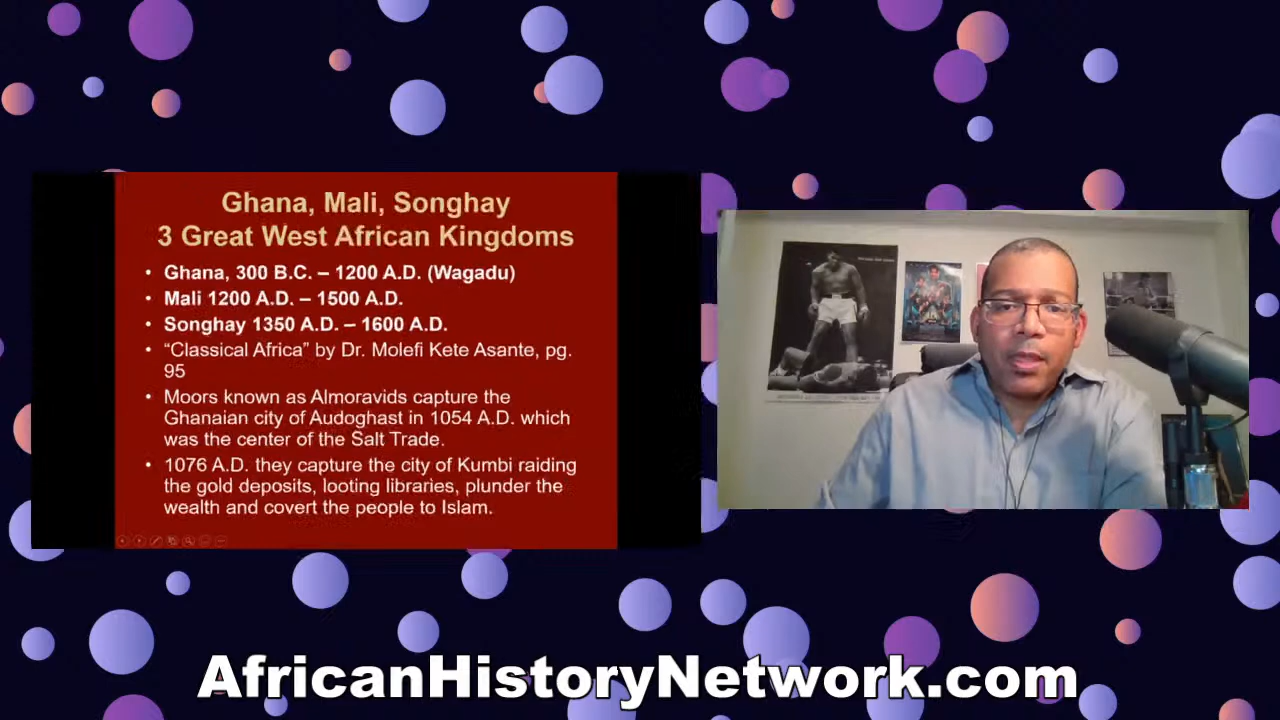 Ghana, Mali, Songhay
3 Great West African Kingdoms
• Ghana, 300 B.C. – 1200 A.D. (Wagadu)
• Mali 1200 A.D. – 1500 A.D.
• Songhay 1350 A.D. – 1600 A.D.
• “Classical Africa” by Dr. Molefi Kete Asante, pg.
95
• Moors known as Almoravids capture the
Ghanaian city of Audoghast in 1054 A.D. which
was the center of the Salt Trade.
• 1076 A.D. they capture the city of Kumbi raiding
the gold deposits, looting libraries, plunder the
wealth and covert the people to Islam.
AfricanHistoryNetwork.com